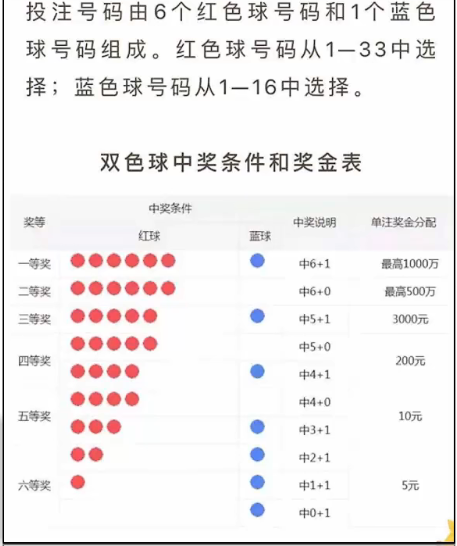 投注号码由6个红色球号码和1个蓝色
球号码组成。红色球号码从1—33中选
择；蓝色球号码从1—16中选择。
双色球中奖条件和奖金表
奖等 中奖条件 中奖说明 单注奖金分配
红球 蓝球
一等奖 中6+1 最高1000万
二等奖 中6+0 最高500万
三等奖 中5+1 3000元
四等奖 中5+0 200元
中4+1
五等奖 中4+0 10元
中3+1
六等奖 中2+1 5元
中1+1
中0+1